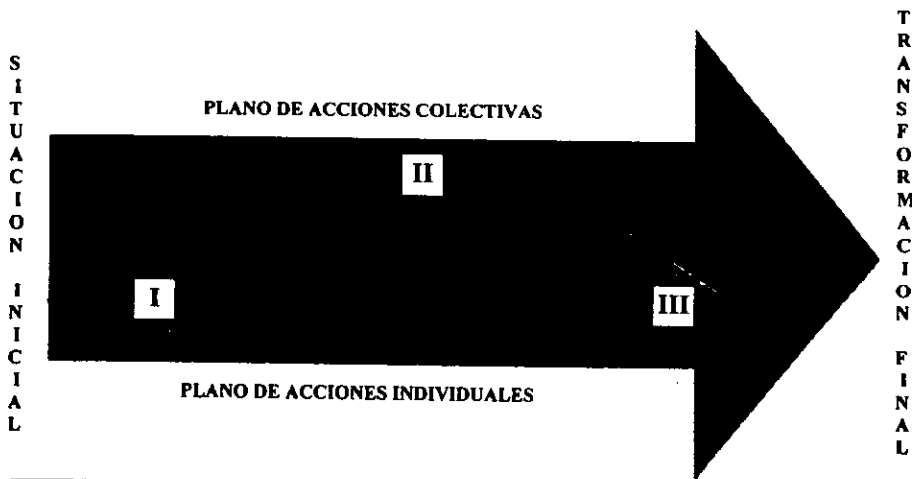 SITUACION INICIAL
PLANO DE ACCIONES COLECTIVAS
II
I
III
PLANO DE ACCIONES INDIVIDUALES
TRANSFORMACION FINAL